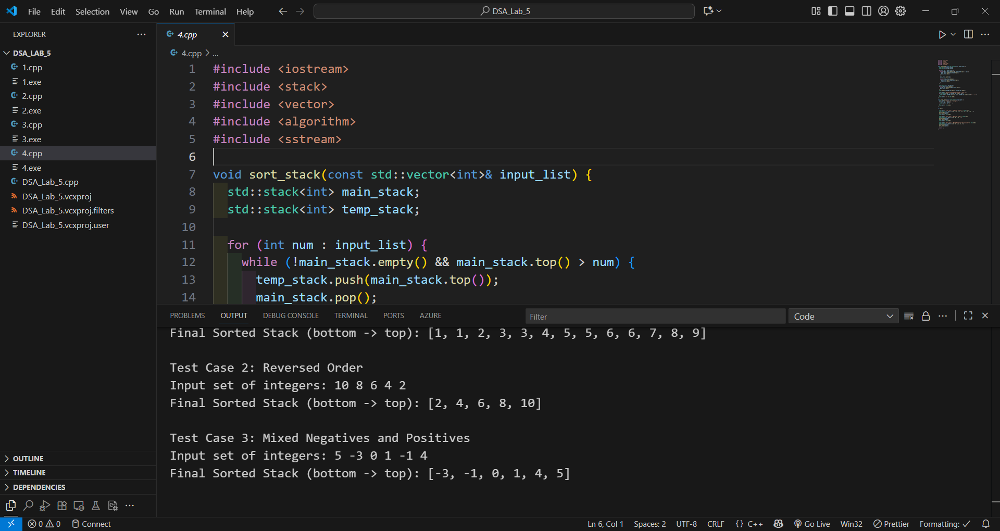 File Edit Selection View Go Run Terminal Help
DSA_Lab_5
EXPLORER
DSA_LAB_5
1.cpp
1.exe
2.cpp
2.exe
3.cpp
3.exe
4.cpp
4.exe
DSA_Lab_5.cpp
DSA_Lab_5.vcxproj
DSA_Lab_5.vcxproj.filters
DSA_Lab_5.vcxproj.user
OUTLINE
TIMELINE
DEPENDENCIES
4.cpp
4.cpp > ...
1 #include <iostream>
2 #include <stack>
3 #include <vector>
4 #include <algorithm>
5 #include <sstream>
6
7 void sort_stack(const std::vector<int>& input_list) {
8 std::stack<int> main_stack;
9 std::stack<int> temp_stack;
10
11 for (int num : input_list) {
12 while (!main_stack.empty() && main_stack.top() > num) {
13 temp_stack.push(main_stack.top());
14 main_stack.pop();
PROBLEMS OUTPUT DEBUG CONSOLE TERMINAL PORTS AZURE
Filter
Code
Final Sorted Stack (bottom -> top): [1, 1, 2, 3, 3, 4, 5, 5, 6, 6, 7, 8, 9]
Test Case 2: Reversed Order
Input set of integers: 10 8 6 4 2
Final Sorted Stack (bottom -> top): [2, 4, 6, 8, 10]
Test Case 3: Mixed Negatives and Positives
Input set of integers: 5 -3 0 1 -1 4
Final Sorted Stack (bottom -> top): [-3, -1, 0, 1, 4, 5]
0 0 Connect
Ln 6, Col 1 Spaces: 2 UTF-8 CRLF {} C++ Go Live Win32 Prettier Formatting: ✓